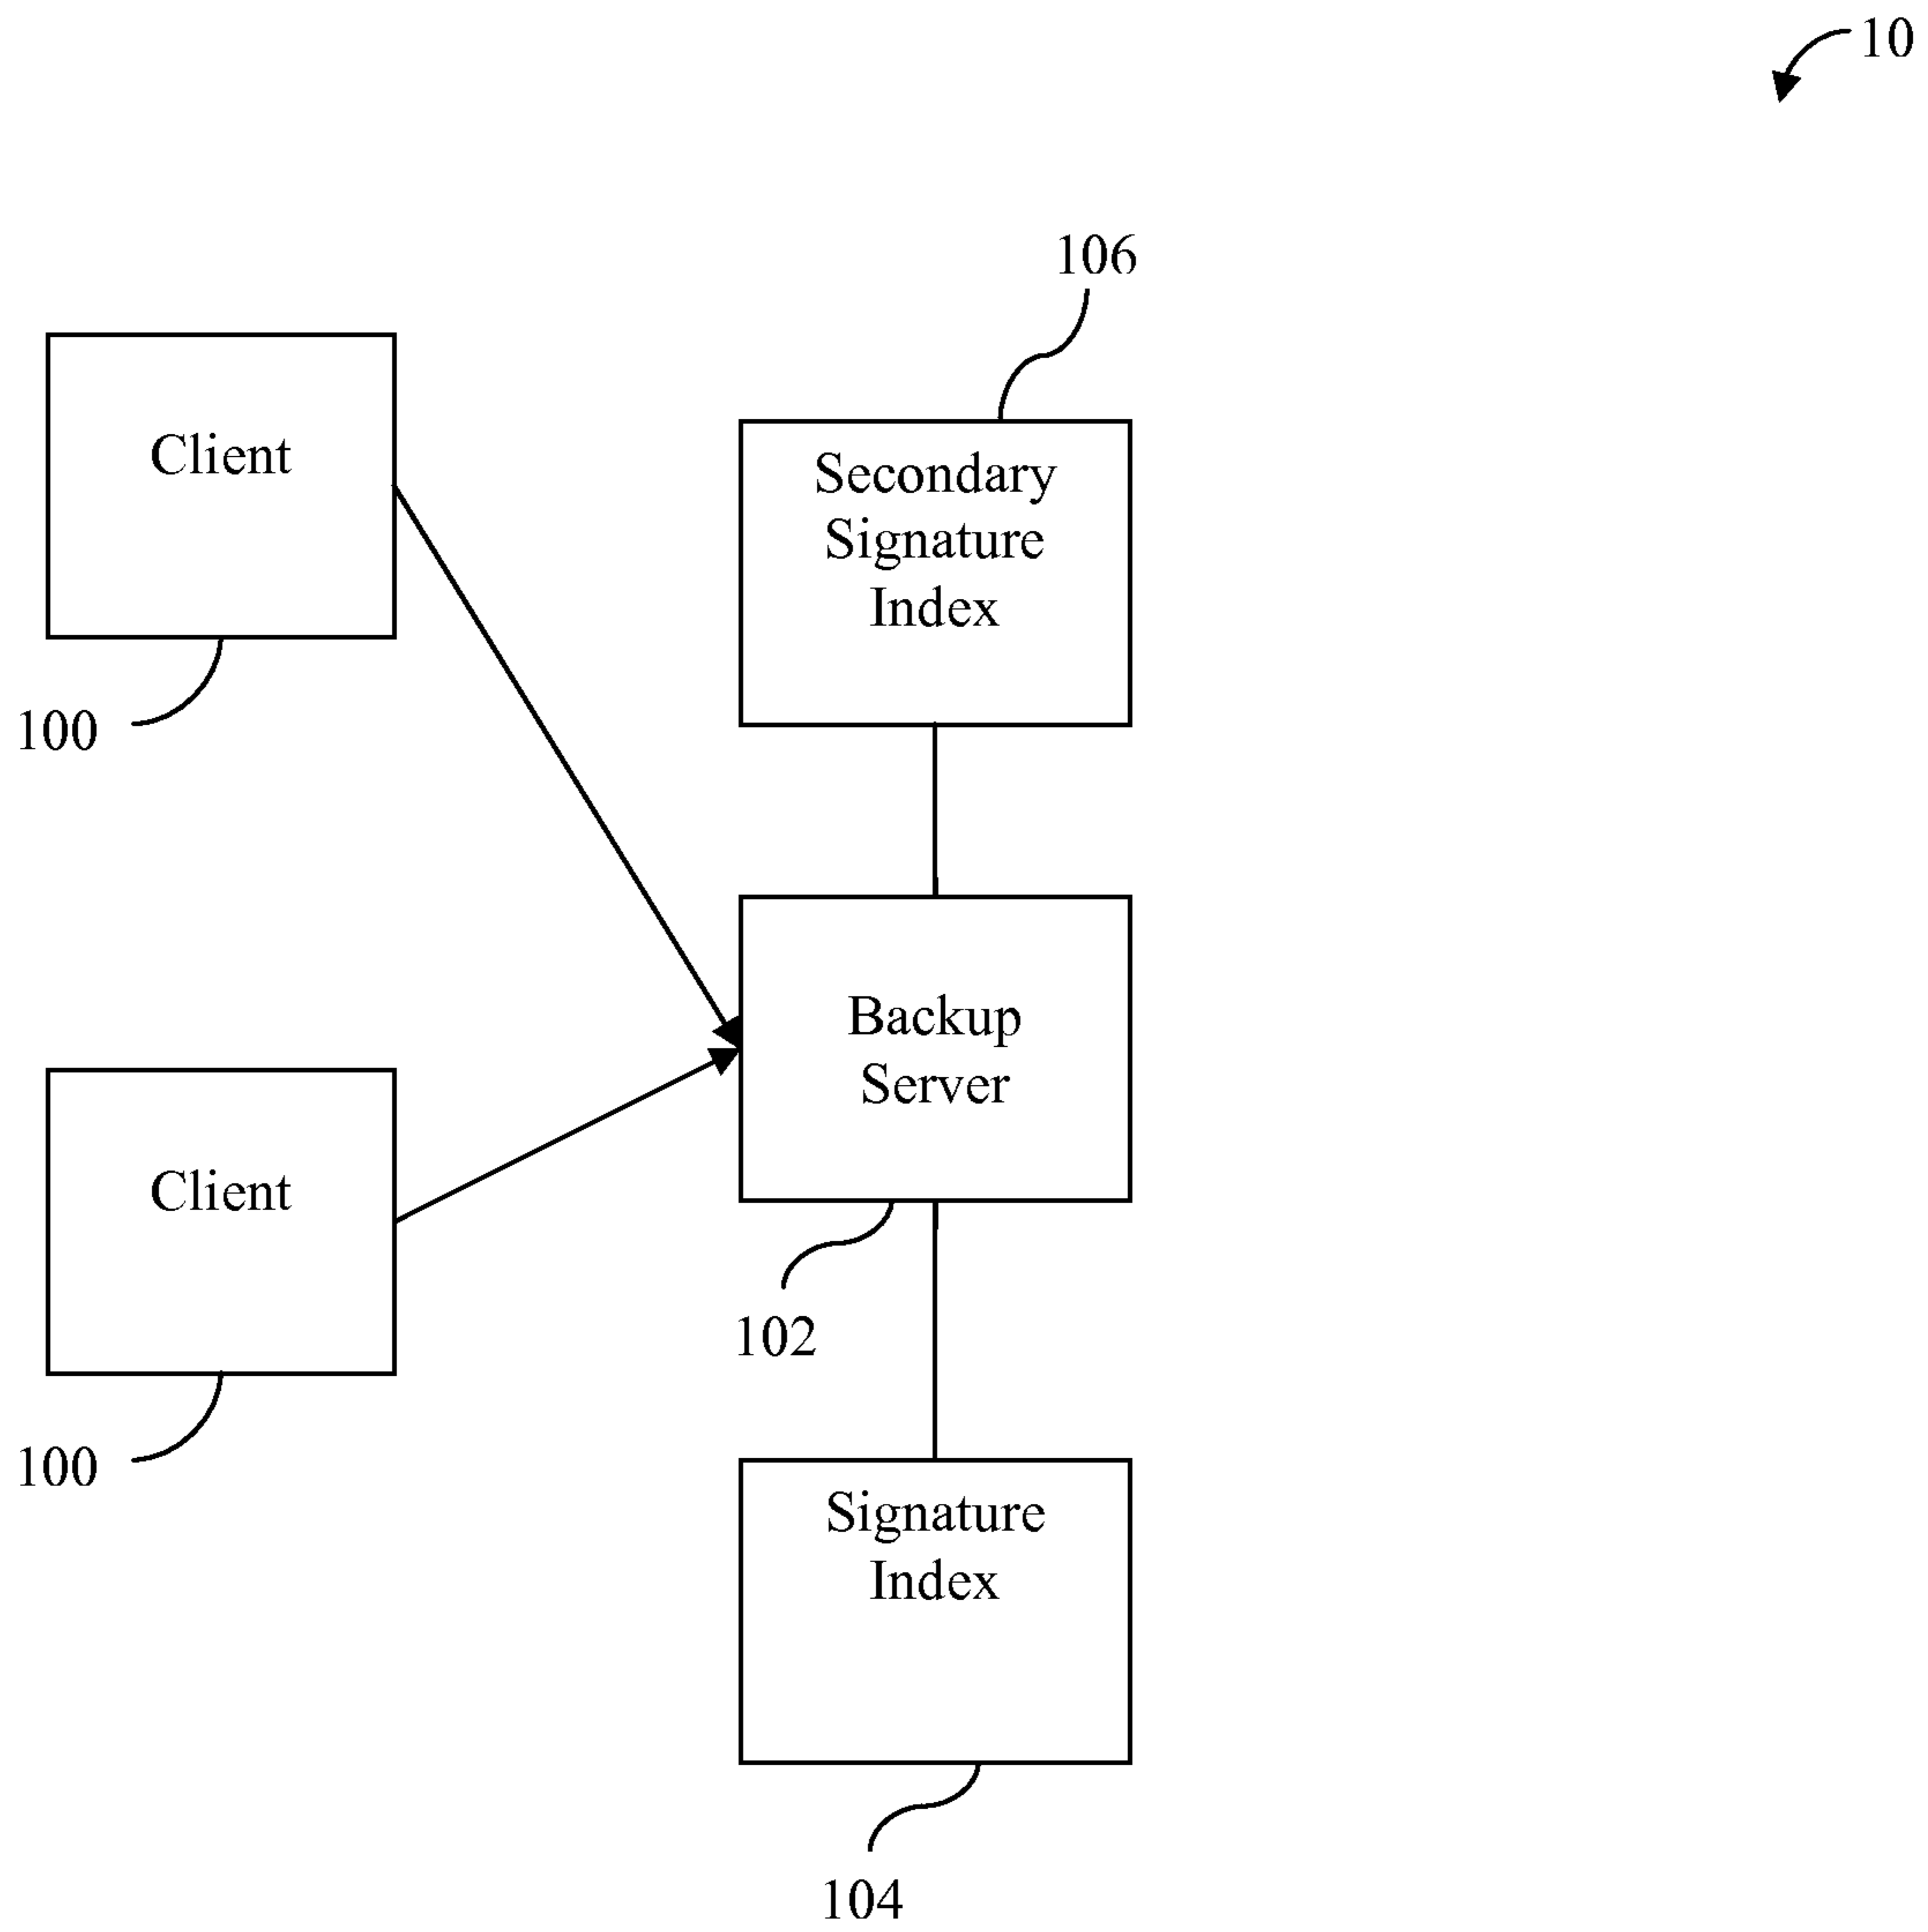 10
106
Client
Secondary
Signature
Index
100
Backup
Server
Client
102
100
Signature
Index
104